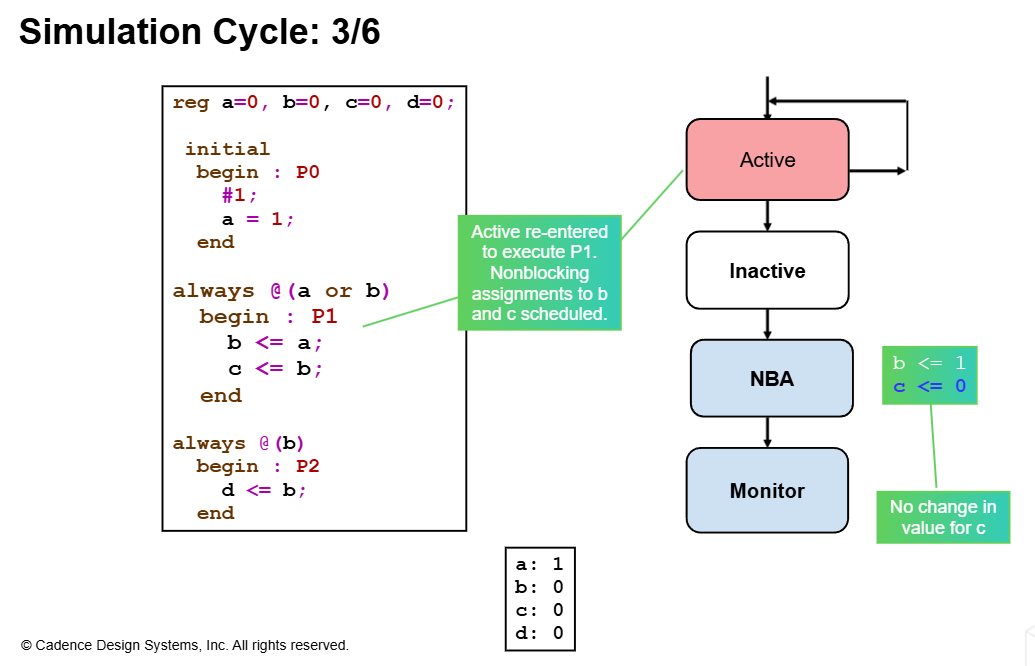 Simulation Cycle: 3/6
reg a=0, b=0, c=0, d=0;
initial
begin : P0
#1;
a = 1;
end
always @(a or b)
begin : P1
b <= a;
c <= b;
end
always @(b)
begin : P2
d <= b;
end
Active re-entered
to execute P1.
Nonblocking
assignments to b
and c scheduled.
Active
Inactive
NBA
Monitor
b <= 1
c <= 0
No change in
value for c
a: 1
b: 0
c: 0
d: 0
© Cadence Design Systems, Inc. All rights reserved.